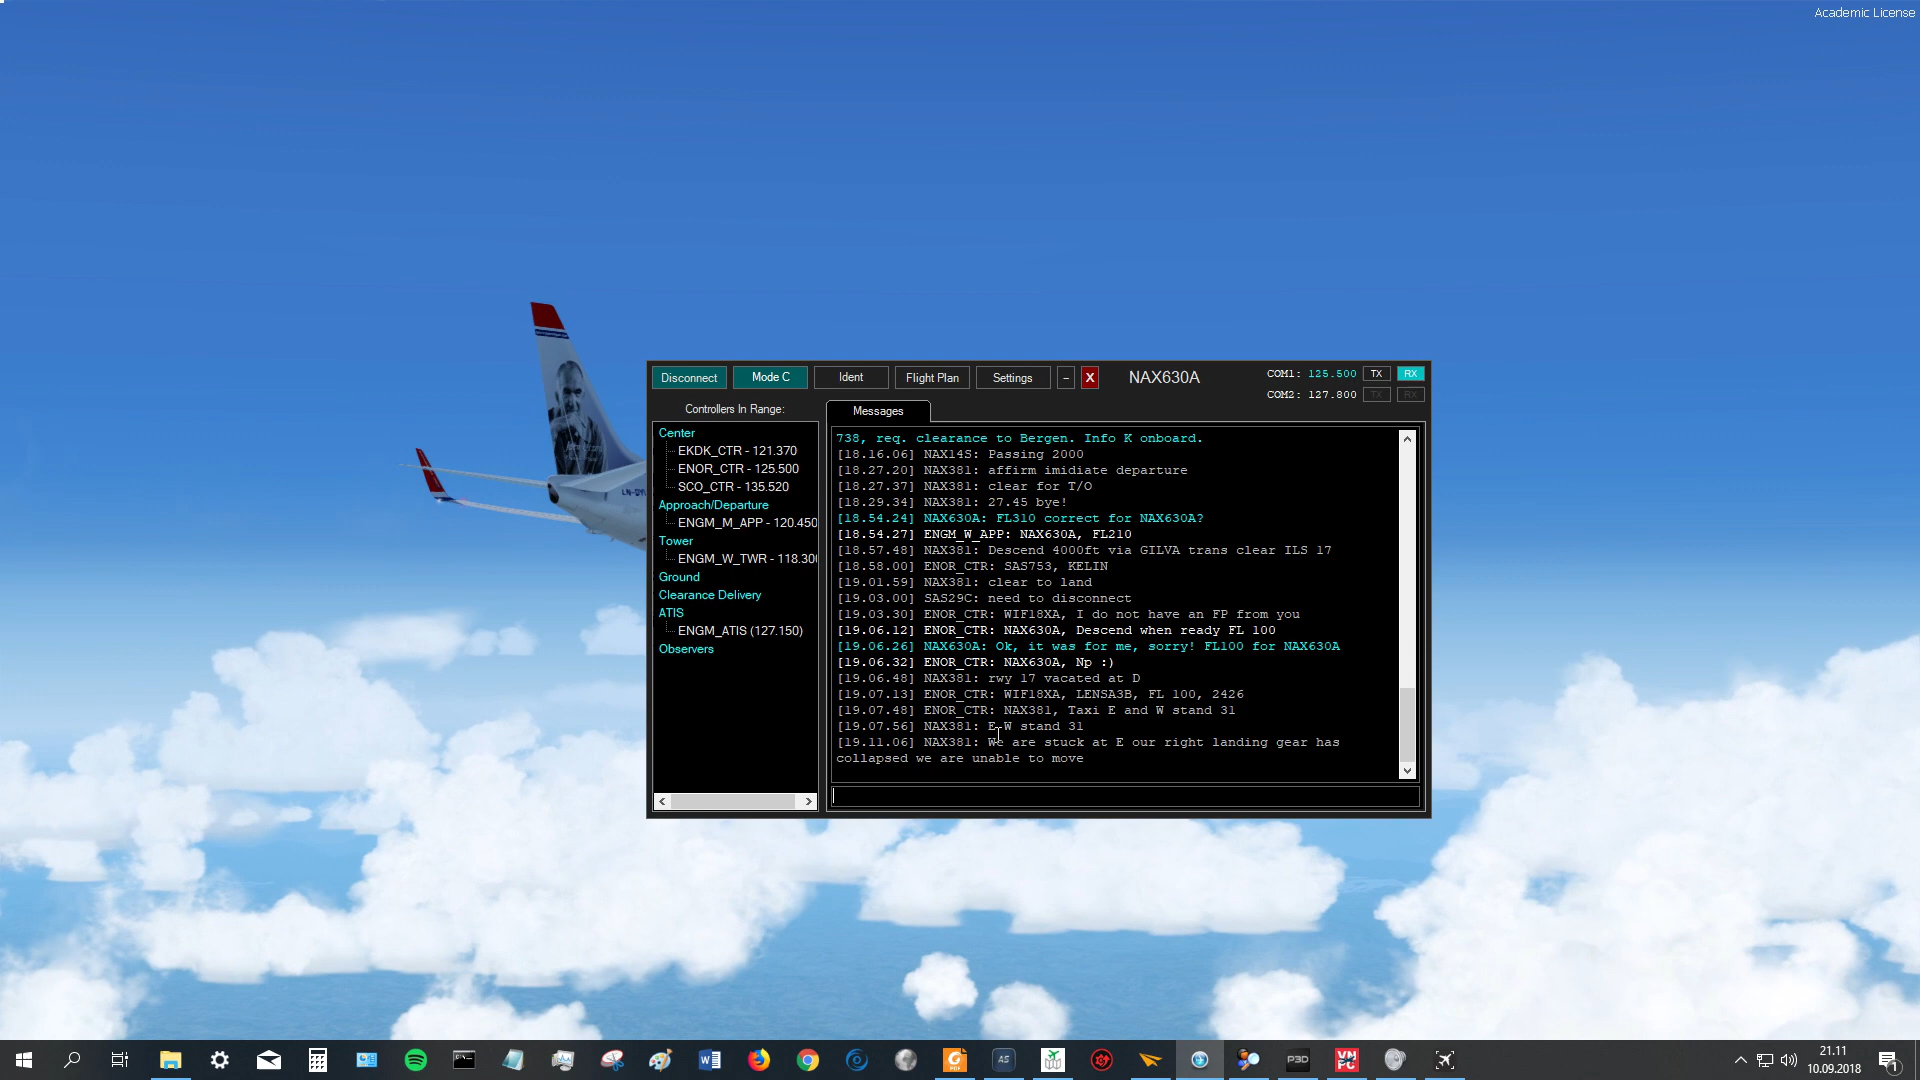 Academic License
Disconnect
Mode C
Ident
Flight Plan
Settings
–
X
NAX630A
COM1: 125.500 TX RX
COM2: 127.800 TX RX
Controllers In Range:
Center
EKDK_CTR - 121.370
ENOR_CTR - 125.500
SCO_CTR - 135.520
Approach/Departure
ENGM_M_APP - 120.450
Tower
ENGM_W_TWR - 118.300
Ground
Clearance Delivery
ATIS
ENGM_ATIS (127.150)
Observers
Messages
738, req. clearance to Bergen. Info K onboard.
[18.16.06] NAX14S: Passing 2000
[18.27.20] NAX381: affirm imidiate departure
[18.27.37] NAX381: clear for T/O
[18.29.34] NAX381: 27.45 bye!
[18.54.24] NAX630A: FL310 correct for NAX630A?
[18.54.27] ENGM_W_APP: NAX630A, FL210
[18.57.48] NAX381: Descend 4000ft via GILVA trans clear ILS 17
[18.58.00] ENOR_CTR: SAS753, KELIN
[19.01.59] NAX381: clear to land
[19.03.00] SAS29C: need to disconnect
[19.03.30] ENOR_CTR: WIF18XA, I do not have an FP from you
[19.06.12] ENOR_CTR: NAX630A, Descend when ready FL 100
[19.06.26] NAX630A: Ok, it was for me, sorry! FL100 for NAX630A
[19.06.32] ENOR_CTR: NAX630A, Np :)
[19.06.48] NAX381: rwy 17 vacated at D
[19.07.13] ENOR_CTR: WIF18XA, LENSA3B, FL 100, 2426
[19.07.48] ENOR_CTR: NAX381, Taxi E and W stand 31
[19.07.56] NAX381: E W stand 31
[19.11.06] NAX381: We are stuck at E our right landing gear has
collapsed we are unable to move
AS
P3D
VN
PC
21.11
10.09.2018
1